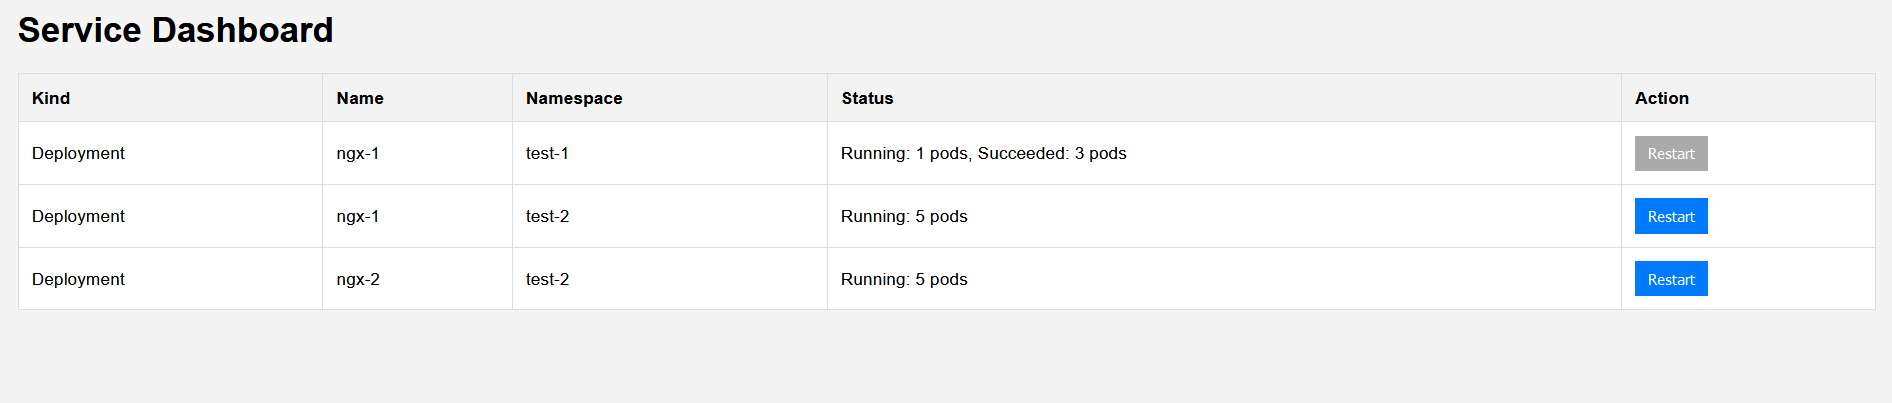 Service Dashboard
Kind Name Namespace Status Action
Deployment ngx-1 test-1 Running: 1 pods, Succeeded: 3 pods Restart
Deployment ngx-1 test-2 Running: 5 pods Restart
Deployment ngx-2 test-2 Running: 5 pods Restart